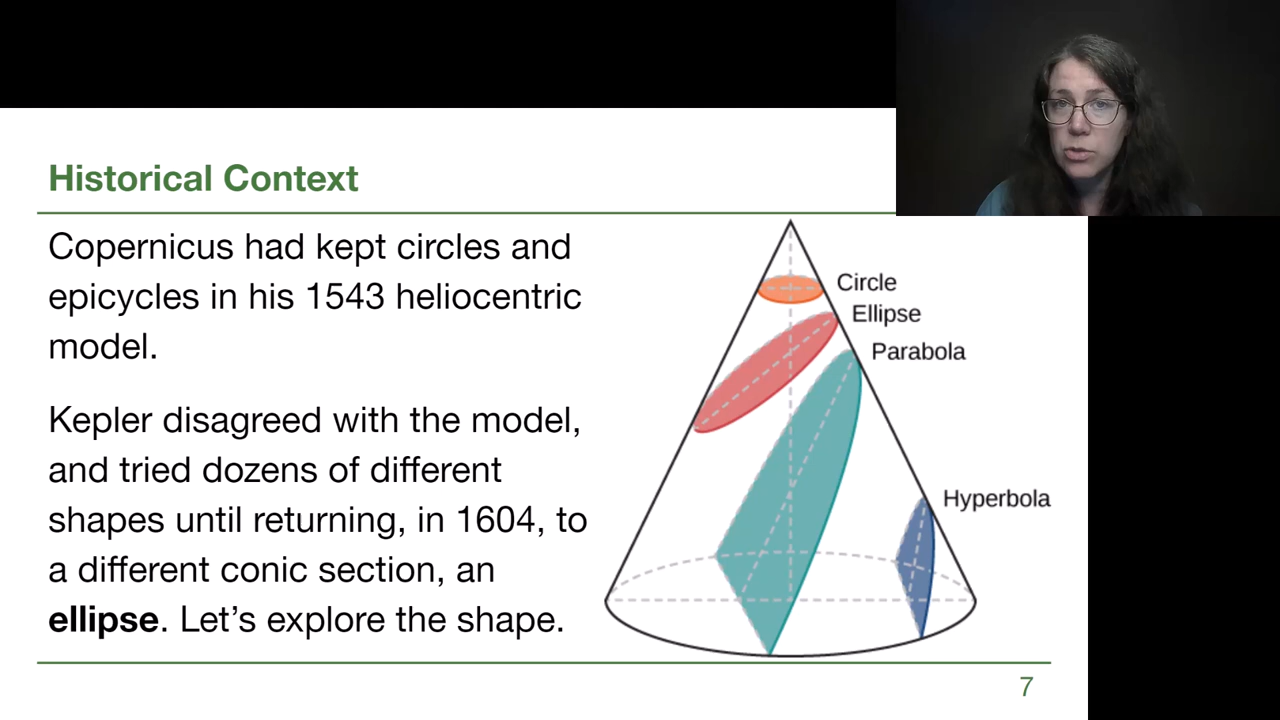 Historical Context
Copernicus had kept circles and
epicycles in his 1543 heliocentric
model.
Kepler disagreed with the model,
and tried dozens of different
shapes until returning, in 1604, to
a different conic section, an
ellipse. Let’s explore the shape.
Circle
Ellipse
Parabola
Hyperbola
7